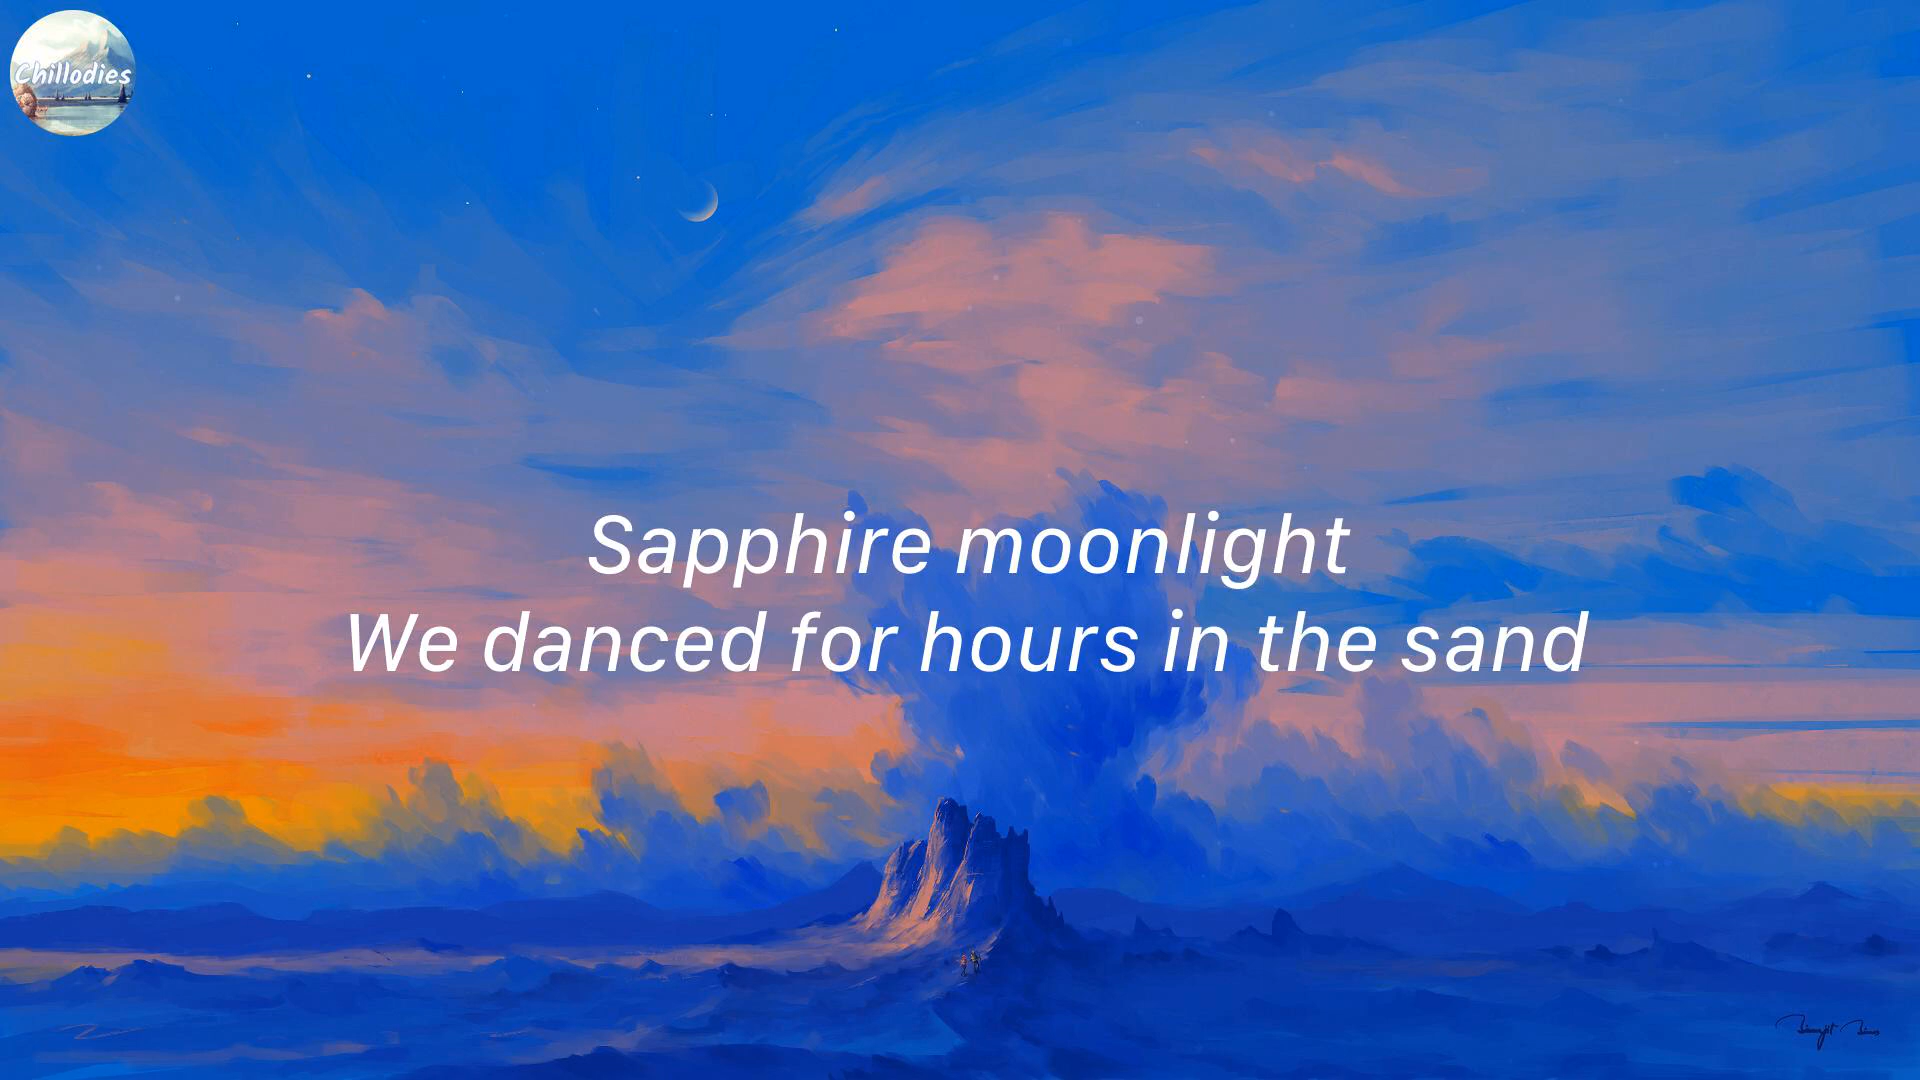 Chillodies
Sapphire moonlight
We danced for hours in the sand